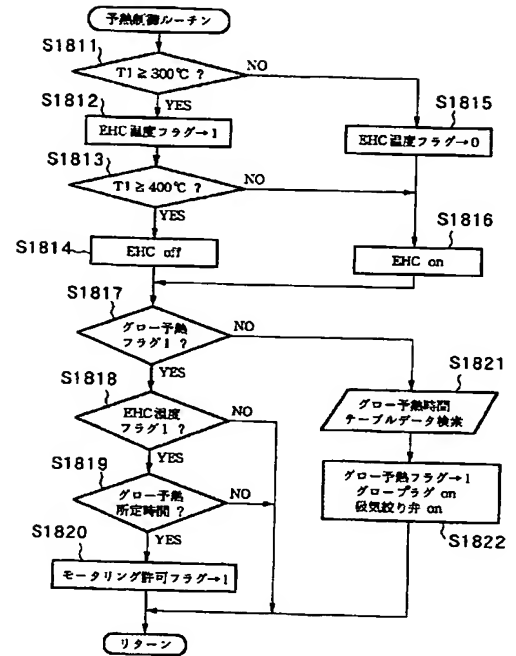 予熱制御ルーチン
S1811
T1≧300℃ ?
NO
YES
S1812
EHC温度フラグ→1
S1815
EHC温度フラグ→0
S1813
T1≧400℃ ?
NO
YES
S1814
EHC off
S1816
EHC on
S1817
グロー予熱
フラグ1 ?
NO
YES
S1818
EHC温度
フラグ1 ?
NO
YES
S1819
グロー予熱
所定時間 ?
NO
YES
S1820
モータリング許可フラグ→1
S1821
グロー予熱時間
テーブルデータ検索
グロー予熱フラグ→1
グロープラグ on
吸気絞り弁 on
S1822
リターン